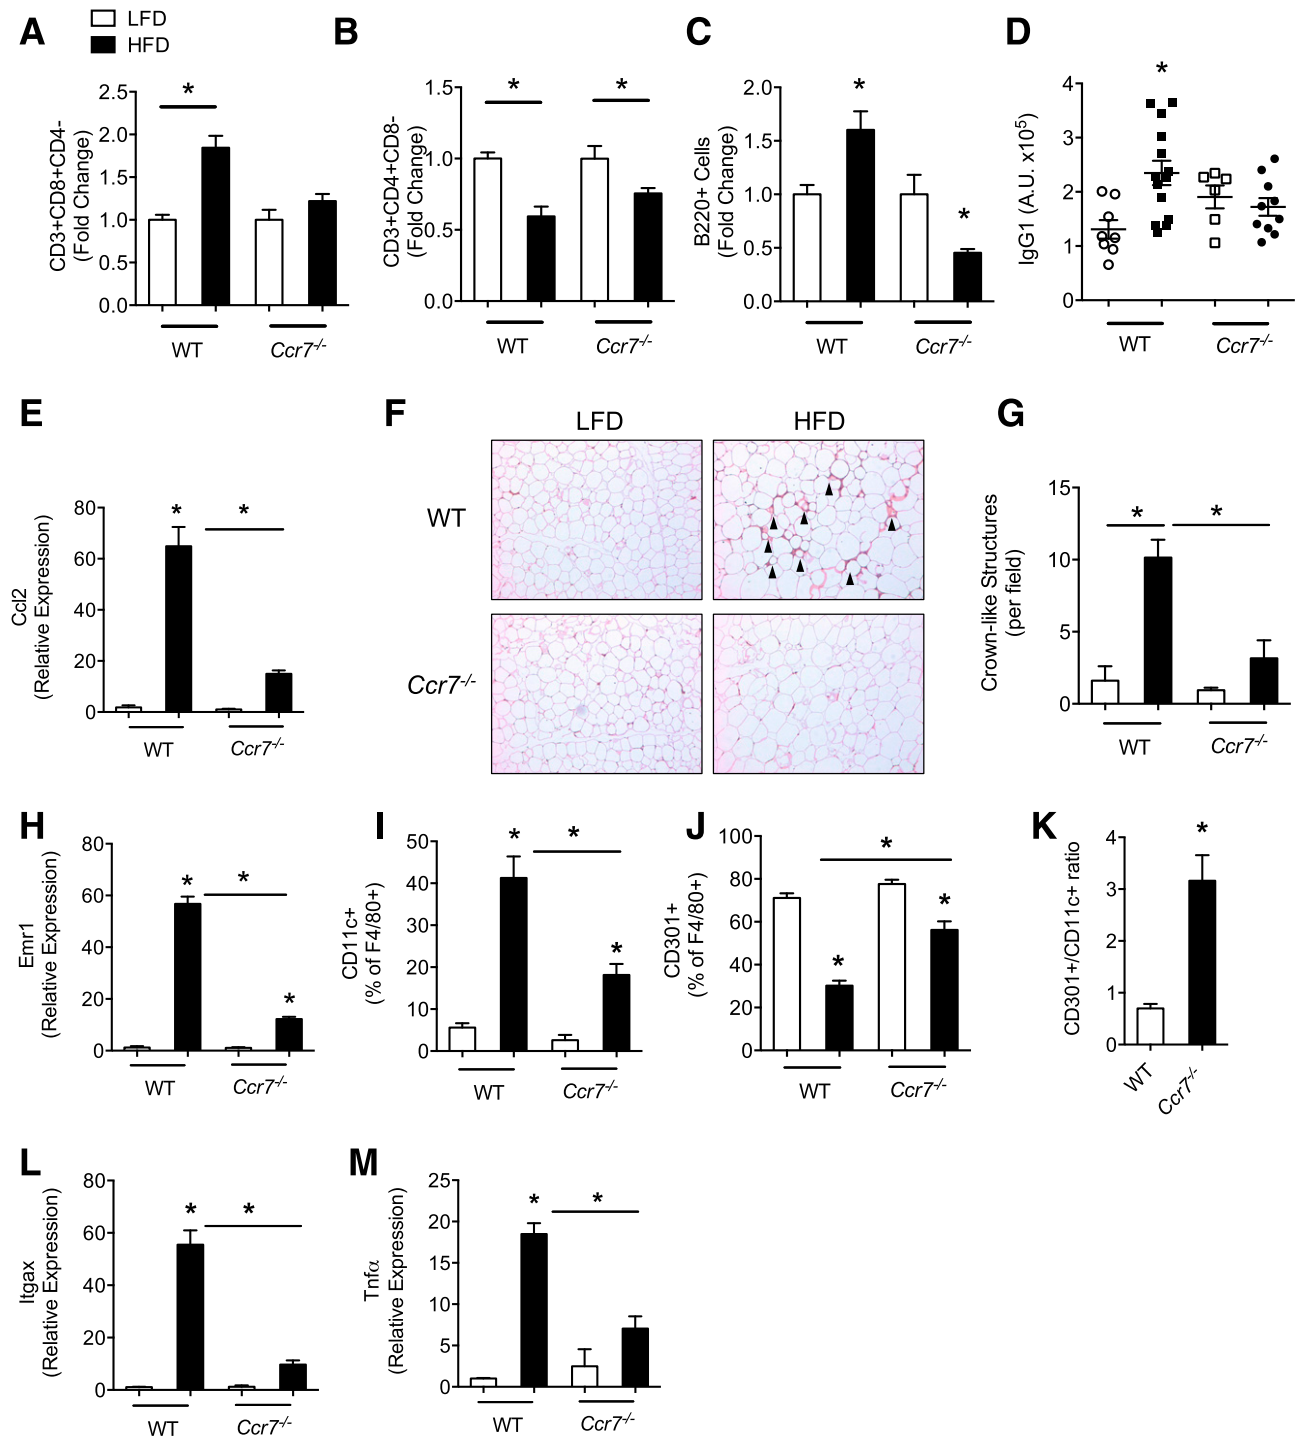 A
LFD
HFD
CD3+CD8+CD4-
(Fold Change)
2.5
2.0
1.5
1.0
0.5
0.0
*
WT
Ccr7-/-
B
CD3+CD4+CD8-
(Fold Change)
1.5
1.0
0.5
0.0
*
*
WT
Ccr7-/-
C
B220+ Cells
(Fold Change)
2.0
1.5
1.0
0.5
0.0
*
*
WT
Ccr7-/-
D
IgG1 (A.U. x10⁵)
4
3
2
1
0
*
WT
Ccr7-/-
E
Ccl2
(Relative Expression)
80
60
40
20
0
*
*
WT
Ccr7-/-
F
LFD
HFD
WT
Ccr7-/-
G
Crown-like Structures
(per field)
15
10
5
0
*
*
WT
Ccr7-/-
H
Emr1
(Relative Expression)
80
60
40
20
0
*
*
*
WT
Ccr7-/-
I
CD11c+
(% of F4/80+)
50
40
30
20
10
0
*
*
*
WT
Ccr7-/-
J
CD301+
(% of F4/80+)
100
80
60
40
20
0
*
*
*
WT
Ccr7-/-
K
CD301+/CD11c+ ratio
4
3
2
1
0
*
WT
Ccr7-/-
L
Itgax
(Relative Expression)
80
60
40
20
0
*
*
WT
Ccr7-/-
M
Tnfα
(Relative Expression)
25
20
15
10
5
0
*
*
WT
Ccr7-/-